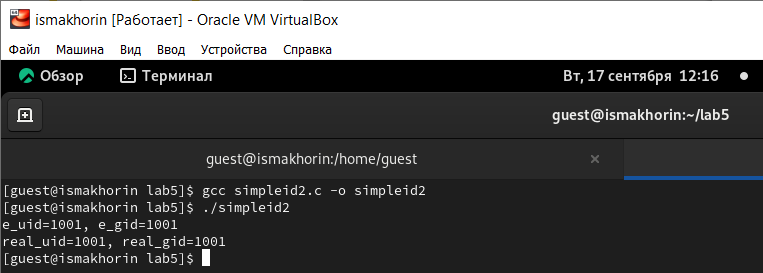 ismakhorin [Работает] - Oracle VM VirtualBox
Файл Машина Вид Ввод Устройства Справка
Обзор Терминал Вт, 17 сентября 12:16
guest@ismakhorin:~/lab5
guest@ismakhorin:/home/guest ×
[guest@ismakhorin lab5]$ gcc simpleid2.c -o simpleid2
[guest@ismakhorin lab5]$ ./simpleid2
e_uid=1001, e_gid=1001
real_uid=1001, real_gid=1001
[guest@ismakhorin lab5]$